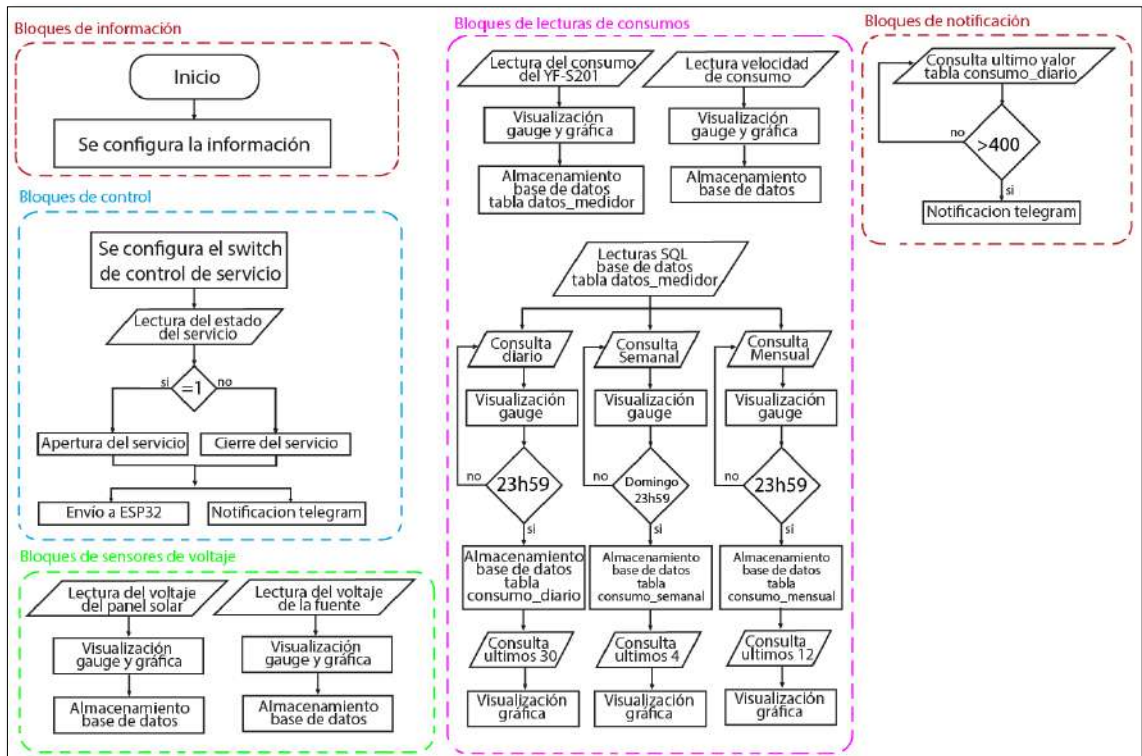 Bloques de información
Inicio
Se configura la información
Bloques de control
Se configura el switch
de control de servicio
Lectura del estado
del servicio
si
=1
no
Apertura del servicio
Cierre del servicio
Envío a ESP32
Notificacion telegram
Bloques de sensores de voltaje
Lectura del voltaje
del panel solar
Visualización
gauge y gráfica
Almacenamiento
base de datos
Lectura del voltaje
de la fuente
Visualización
gauge y gráfica
Almacenamiento
base de datos
Bloques de lecturas de consumos
Lectura del consumo
del YF-S201
Visualización
gauge y gráfica
Almacenamiento
base de datos
tabla datos_medidor
Lectura velocidad
de consumo
Visualización
gauge y gráfica
Almacenamiento
base de datos
Lecturas SQL
base de datos
tabla datos_medidor
Consulta
diario
Visualización
gauge
no
23h59
si
Almacenamiento
base de datos
tabla
consumo_diario
Consulta
ultimos 30
Visualización
gráfica
Consulta
Semanal
Visualización
gauge
no
Domingo
23h59
si
Almacenamiento
base de datos
tabla
consumo_semanal
Consulta
ultimos 4
Visualización
gráfica
Consulta
Mensual
Visualización
gauge
no
23h59
si
Almacenamiento
base de datos
tabla
consumo_mensual
Consulta
ultimos 12
Visualización
gráfica
Bloques de notificación
Consulta ultimo valor
tabla consumo_diario
no
>400
si
Notificacion telegram